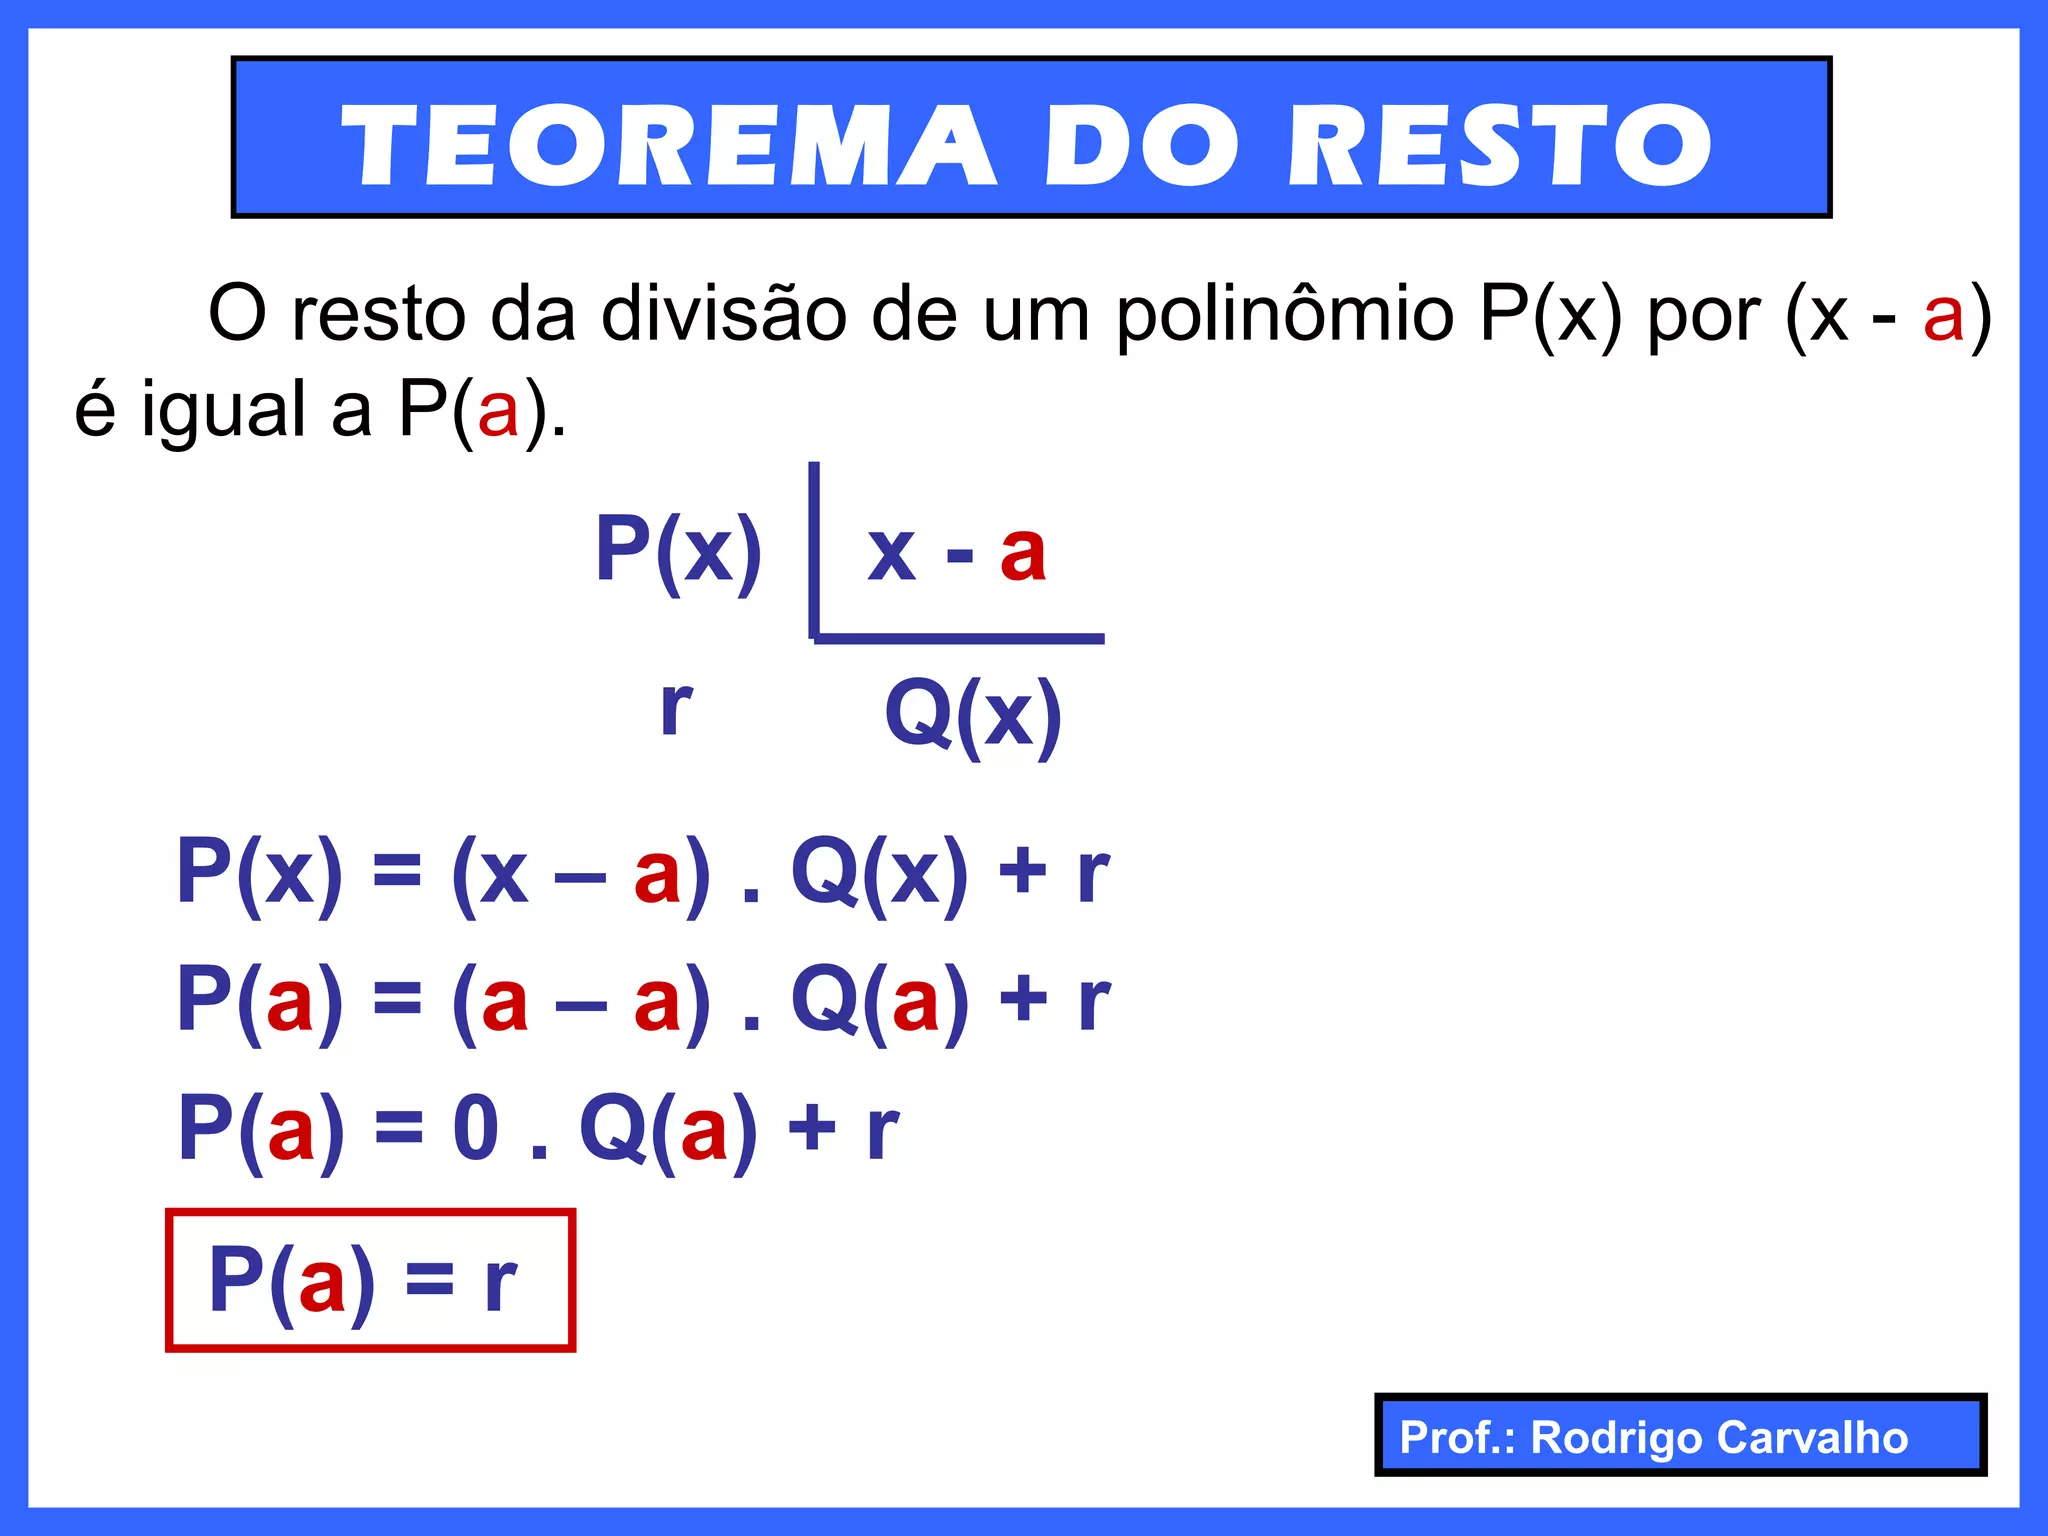 TEOREMA DO RESTO
O resto da divisão de um polinômio P(x) por (x - a)
é igual a P(a).
P(x) x - a
r Q(x)
P(x) = (x – a) . Q(x) + r
P(a) = (a – a) . Q(a) + r
P(a) = 0 . Q(a) + r
P(a) = r
Prof.: Rodrigo Carvalho